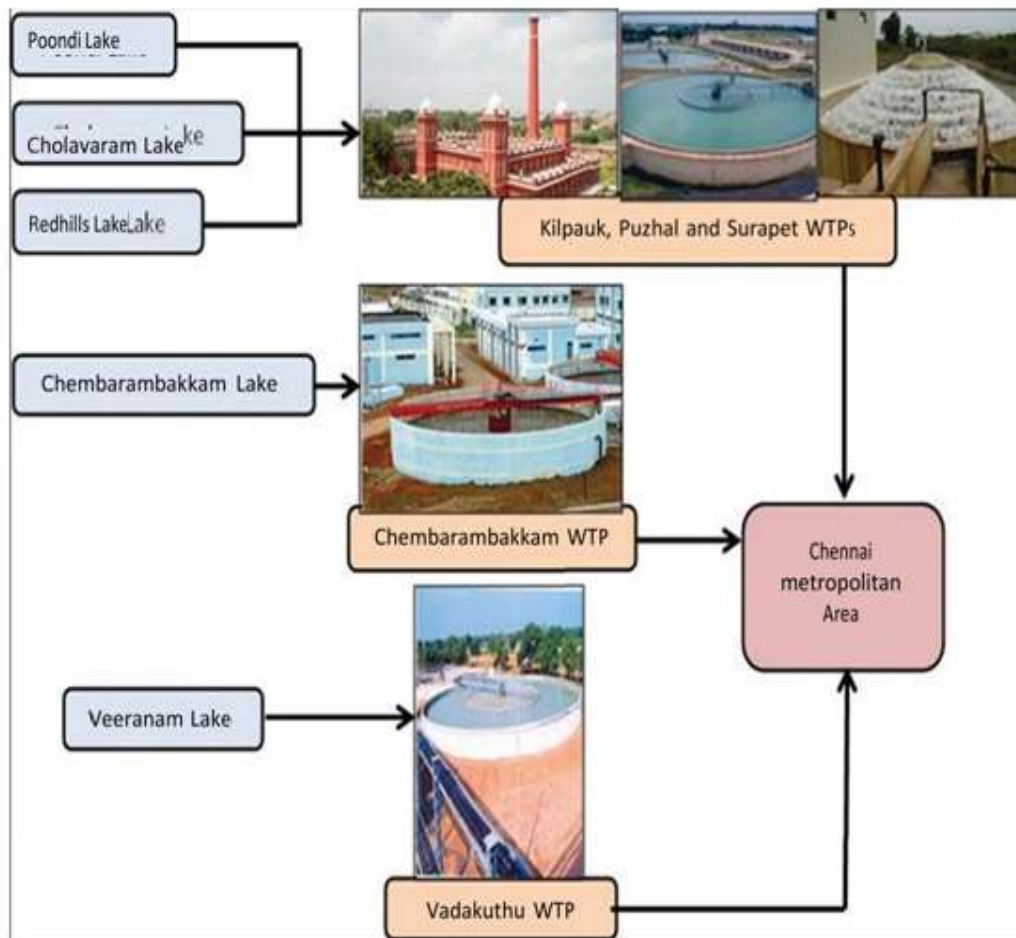 Poondi Lake
Cholavaram Lake
Redhills Lake
Kilpauk, Puzhal and Surapet WTPs
Chembarambakkam Lake
Chembarambakkam WTP
Chennai
metropolitan
Area
Veeranam Lake
Vadakuthu WTP